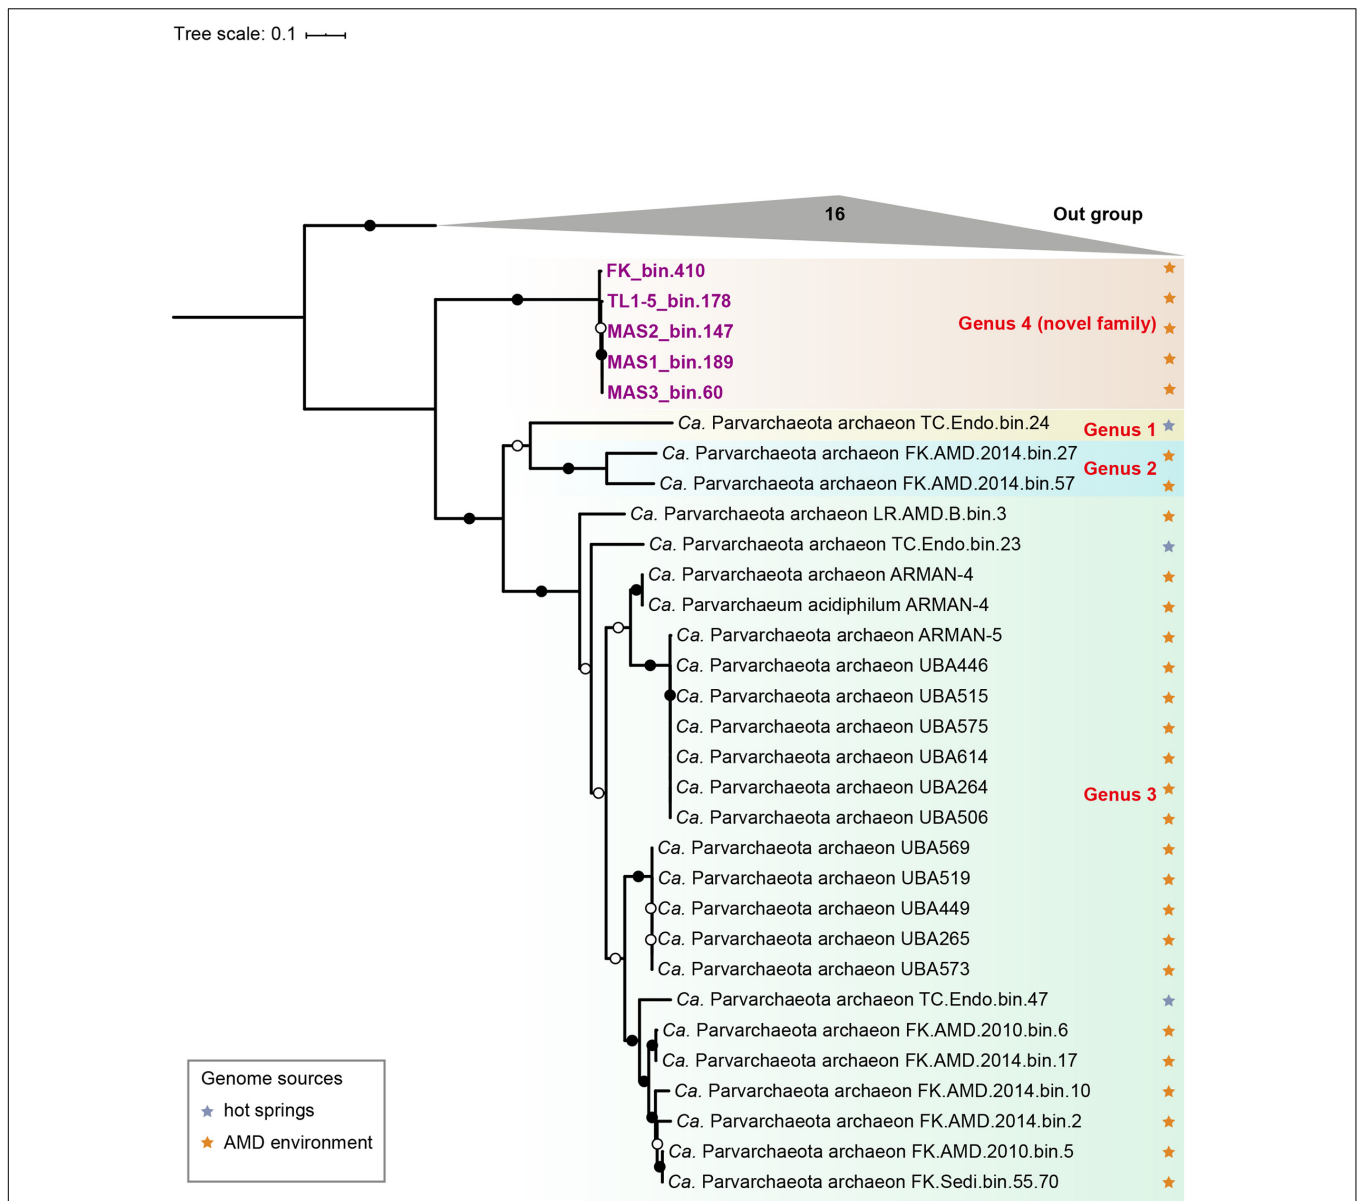 Tree scale: 0.1
16
Out group
FK_bin.410
TL1-5_bin.178
Genus 4 (novel family)
MAS2_bin.147
MAS1_bin.189
MAS3_bin.60
Ca. Parvarchaeota archaeon TC.Endo.bin.24
Genus 1
Ca. Parvarchaeota archaeon FK.AMD.2014.bin.27
Genus 2
Ca. Parvarchaeota archaeon FK.AMD.2014.bin.57
Ca. Parvarchaeota archaeon LR.AMD.B.bin.3
Ca. Parvarchaeota archaeon TC.Endo.bin.23
Ca. Parvarchaeota archaeon ARMAN-4
Ca. Parvarchaeum acidiphilum ARMAN-4
Ca. Parvarchaeota archaeon ARMAN-5
Ca. Parvarchaeota archaeon UBA446
Ca. Parvarchaeota archaeon UBA515
Ca. Parvarchaeota archaeon UBA575
Ca. Parvarchaeota archaeon UBA614
Ca. Parvarchaeota archaeon UBA264
Genus 3
Ca. Parvarchaeota archaeon UBA506
Ca. Parvarchaeota archaeon UBA569
Ca. Parvarchaeota archaeon UBA519
Ca. Parvarchaeota archaeon UBA449
Ca. Parvarchaeota archaeon UBA265
Ca. Parvarchaeota archaeon UBA573
Ca. Parvarchaeota archaeon TC.Endo.bin.47
Ca. Parvarchaeota archaeon FK.AMD.2010.bin.6
Ca. Parvarchaeota archaeon FK.AMD.2014.bin.17
Ca. Parvarchaeota archaeon FK.AMD.2014.bin.10
Ca. Parvarchaeota archaeon FK.AMD.2014.bin.2
Ca. Parvarchaeota archaeon FK.AMD.2010.bin.5
Ca. Parvarchaeota archaeon FK.Sedi.bin.55.70
Genome sources
hot springs
AMD environment